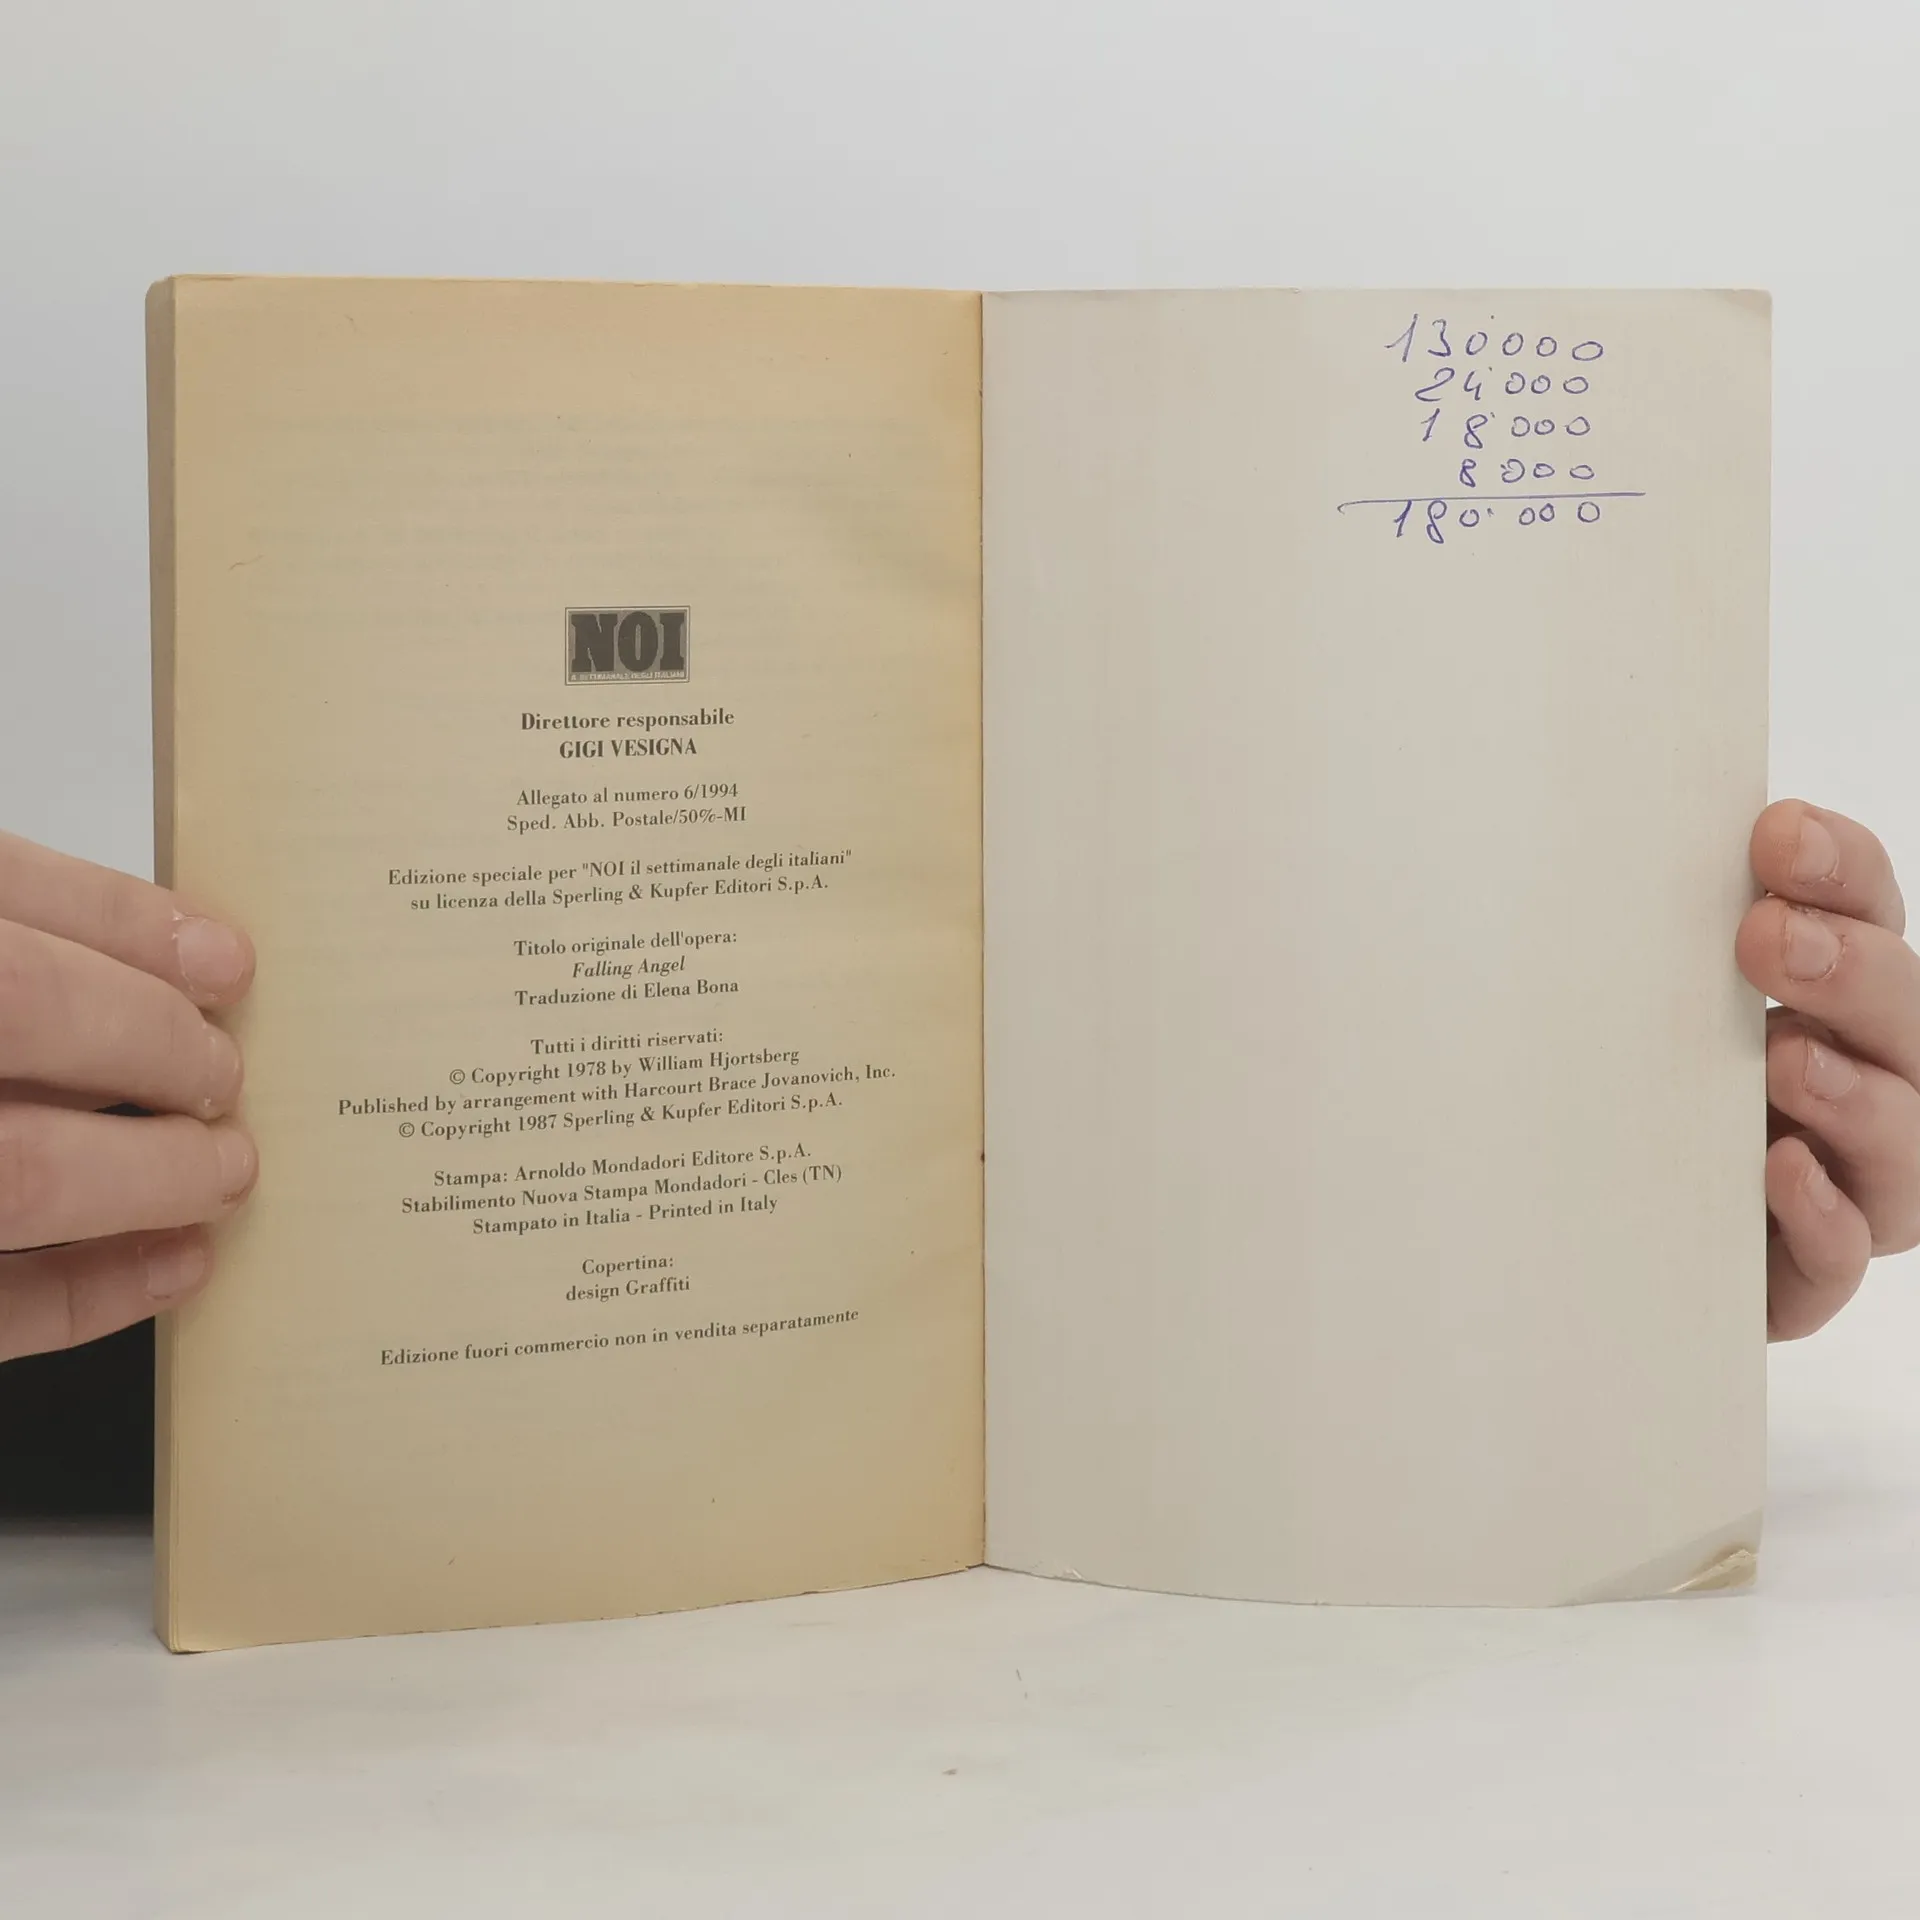 NOI
IL SETTIMANALE DEGLI ITALIANI
Direttore responsabile
GIGI VESIGNA
Allegato al numero 6/1994
Sped. Abb. Postale/50%-MI
Edizione speciale per "NOI il settimanale degli italiani"
su licenza della Sperling & Kupfer Editori S.p.A.
Titolo originale dell'opera:
Falling Angel
Traduzione di Elena Bona
Tutti i diritti riservati:
© Copyright 1978 by William Hjortsberg
Published by arrangement with Harcourt Brace Jovanovich, Inc.
© Copyright 1987 Sperling & Kupfer Editori S.p.A.
Stampa: Arnoldo Mondadori Editore S.p.A.
Stabilimento Nuova Stampa Mondadori - Cles (TN)
Stampato in Italia - Printed in Italy
Copertina:
design Graffiti
Edizione fuori commercio non in vendita separatamente
130˙000
24˙000
18˙000
8˙000
180˙000